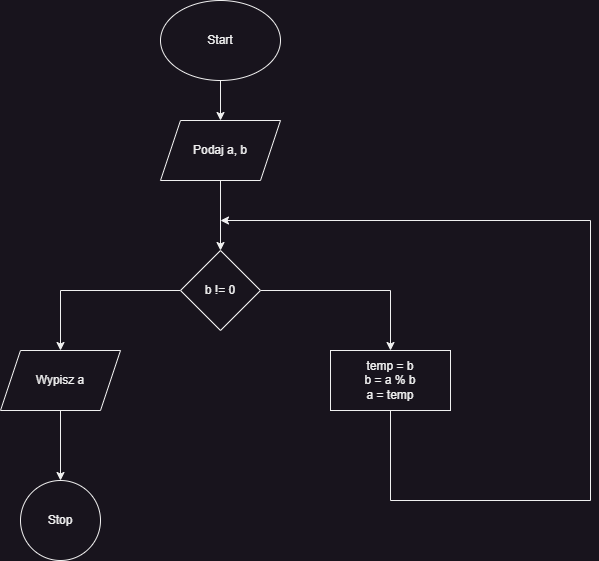 Start
Podaj a, b
b != 0
Wypisz a
temp = b
b = a % b
a = temp
Stop